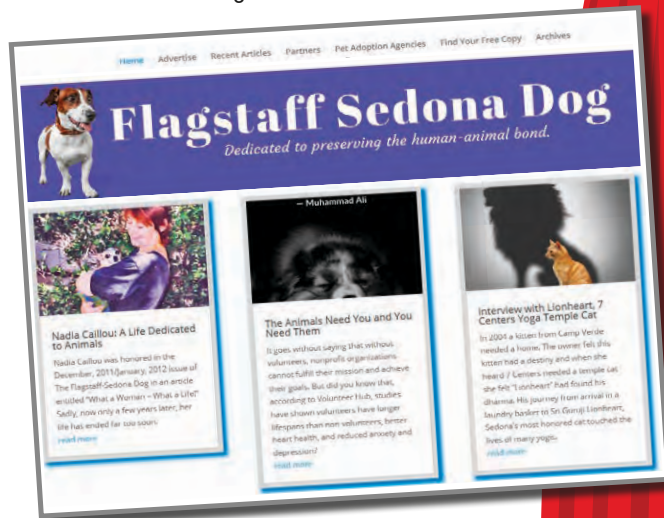 Home Advertise Recent Articles Partners Pet Adoption Agencies Find Your Free Copy Archives
Flagstaff Sedona Dog
Dedicated to preserving the human-animal bond.
Nadia Caillou: A Life Dedicated
to Animals
Nadia Caillou was honored in the
December, 2011/January, 2012 issue of
The Flagstaff-Sedona Dog in an article
entitled "What a Woman – What a Life!"
Sadly, now only a few years later, her
life has ended far too soon.
read more
— Muhammad Ali
The Animals Need You and You
Need Them
It goes without saying that without
volunteers, nonprofit organizations
cannot fulfill their mission and achieve
their goals. But did you know that,
according to Volunteer Hub, studies
have shown volunteers have longer
lifespans than non volunteers, better
heart health, and reduced anxiety and
depression?
read more
Interview with Lionheart, 7
Centers Yoga Temple Cat
In 2004 a kitten from Camp Verde
needed a home. The owner felt this
kitten had a destiny and when she
heard 7 Centers needed a temple cat
she felt "Lionheart" had found his
dharma. His journey from arrival in a
laundry basket to Sri Guruji Lionheart,
Sedona's most honored cat touched the
lives of many yogis.
read more